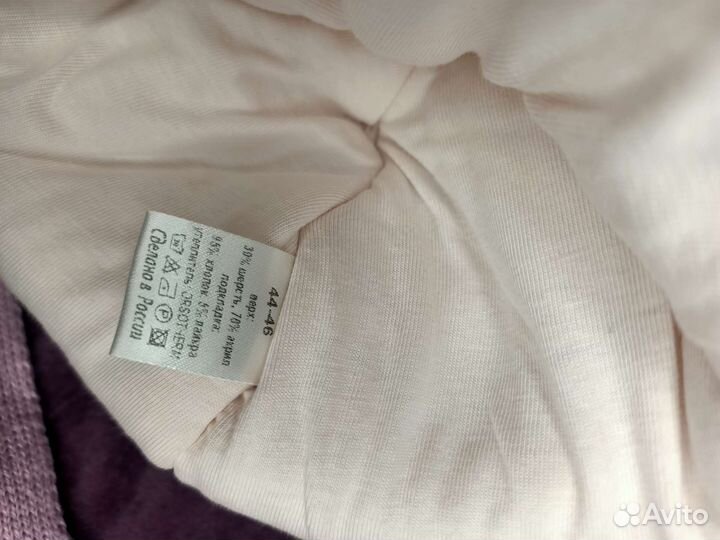 44-46
верх:
30% шерсть, 70% акрил
подкладка:
95% хлопок, 5% лайкра
утеплитель:
Сделано в России
Avito